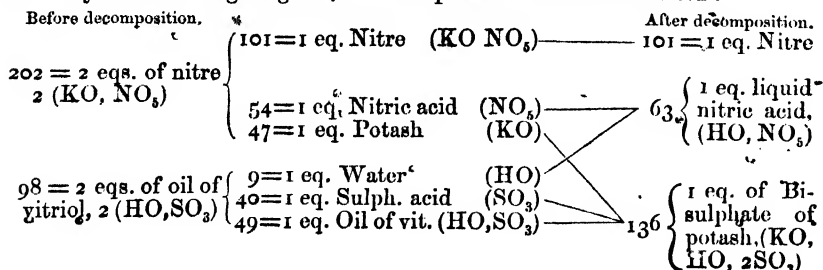 Before decomposition. After decomposition.
101=1 eq. Nitre (KO NO₅) 101=1 eq. Nitre
202=2 eqs. of nitre
2 (KO, NO₅)
54=1 eq. Nitric acid (NO₅)
47=1 eq. Potash (KO)
63 1 eq. liquid
nitric acid,
(HO, NO₅)
98=2 eqs. of oil of
vitriol, 2 (HO,SO₃)
9=1 eq. Water (HO)
40=1 eq. Sulph. acid (SO₃)
49=1 eq. Oil of vit. (HO,SO₃)
136 1 eq. of Bi-
sulphate of
potash,(KO,
HO, 2SO₃)